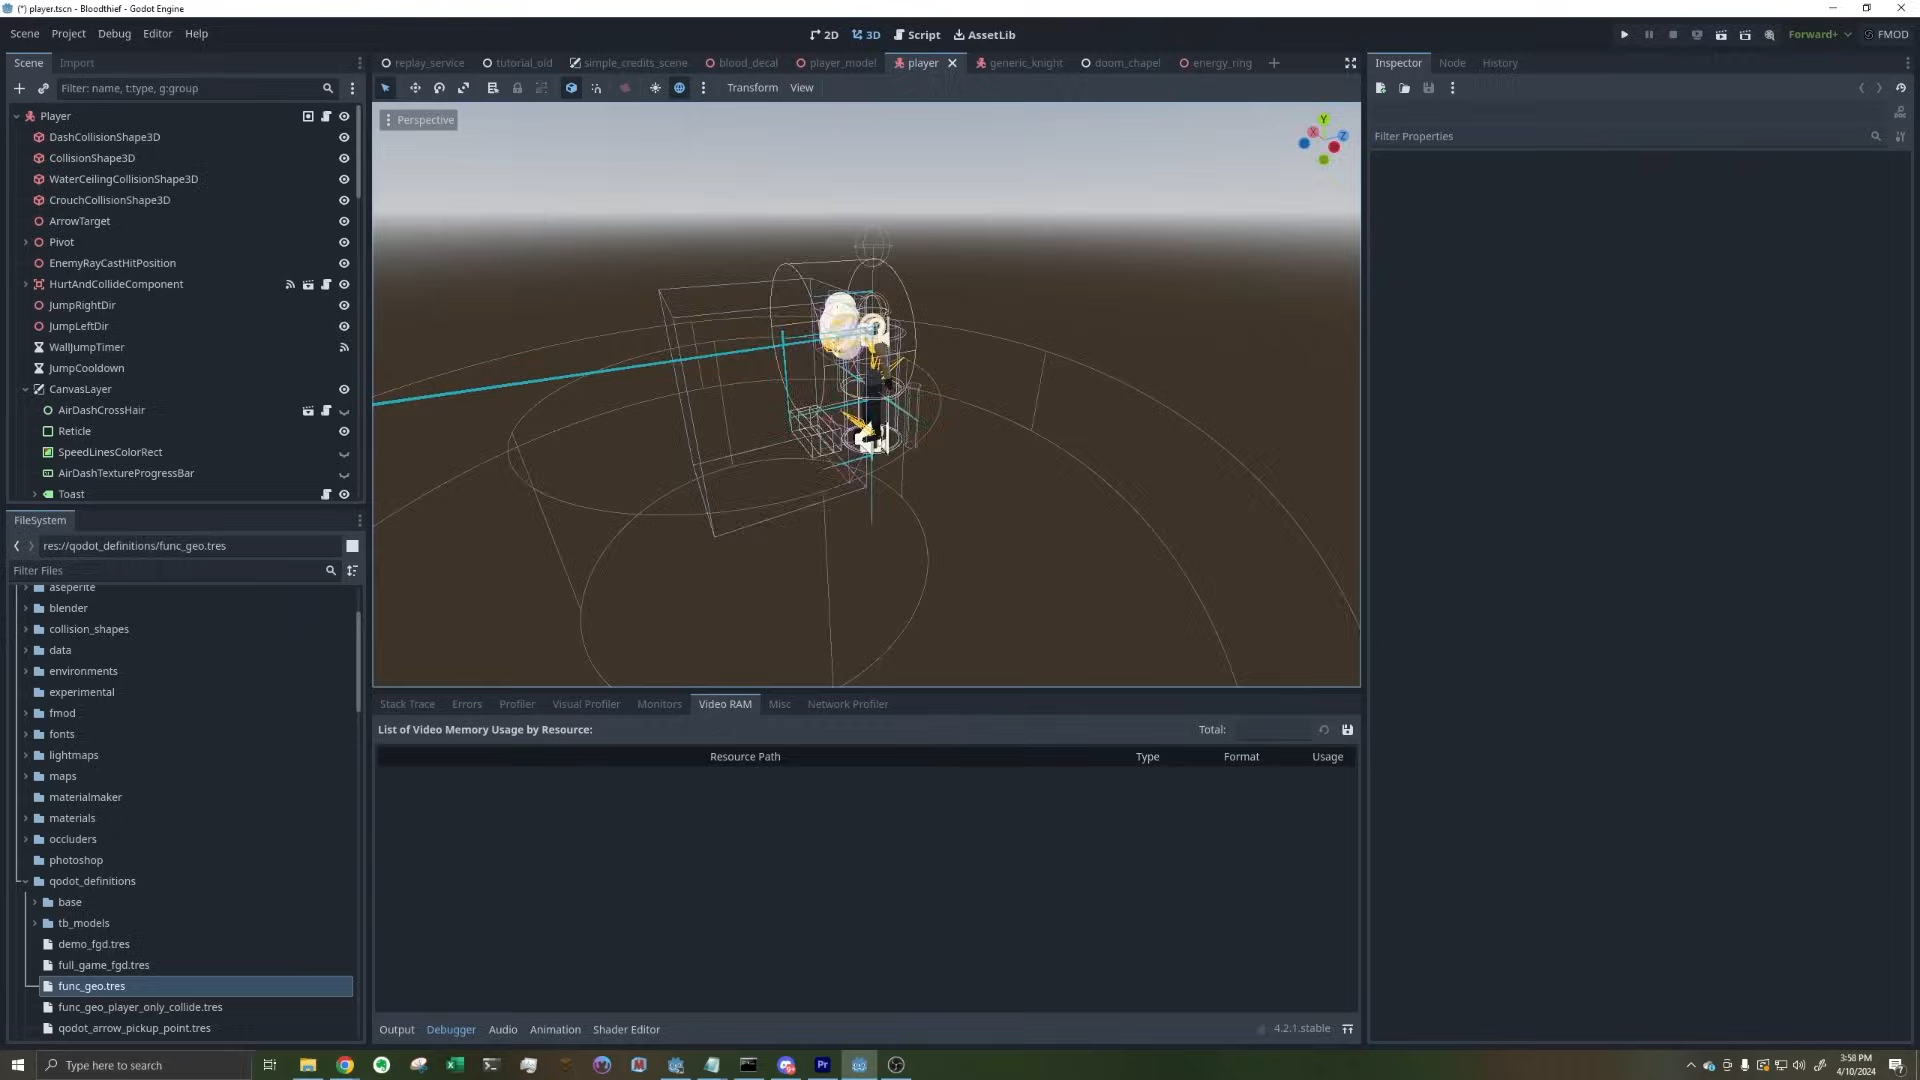 (*) player.tscn - Bloodthief - Godot Engine
Scene Project Debug Editor Help
2D 3D Script AssetLib
Forward+ FMOD
Scene Import
replay_service tutorial_old simple_credits_scene blood_decal player_model player generic_knight doom_chapel energy_ring
Inspector Node History
Filter: name, t:type, g:group
Transform View
Perspective
Y
X
Z
Filter Properties
Player
DashCollisionShape3D
CollisionShape3D
WaterCeilingCollisionShape3D
CrouchCollisionShape3D
ArrowTarget
Pivot
EnemyRayCastHitPosition
HurtAndCollideComponent
JumpRightDir
JumpLeftDir
WallJumpTimer
JumpCooldown
CanvasLayer
AirDashCrossHair
Reticle
SpeedLinesColorRect
AirDashTextureProgressBar
Toast
FileSystem
res://qodot_definitions/func_geo.tres
Filter Files
aseperite
blender
collision_shapes
data
environments
experimental
fmod
fonts
lightmaps
maps
materialmaker
materials
occluders
photoshop
qodot_definitions
base
tb_models
demo_fgd.tres
full_game_fgd.tres
func_geo.tres
func_geo_player_only_collide.tres
qodot_arrow_pickup_point.tres
Stack Trace Errors Profiler Visual Profiler Monitors Video RAM Misc Network Profiler
List of Video Memory Usage by Resource:
Total:
Resource Path Type Format Usage
Output Debugger Audio Animation Shader Editor
4.2.1.stable
Type here to search
Pr
3:58 PM
4/10/2024